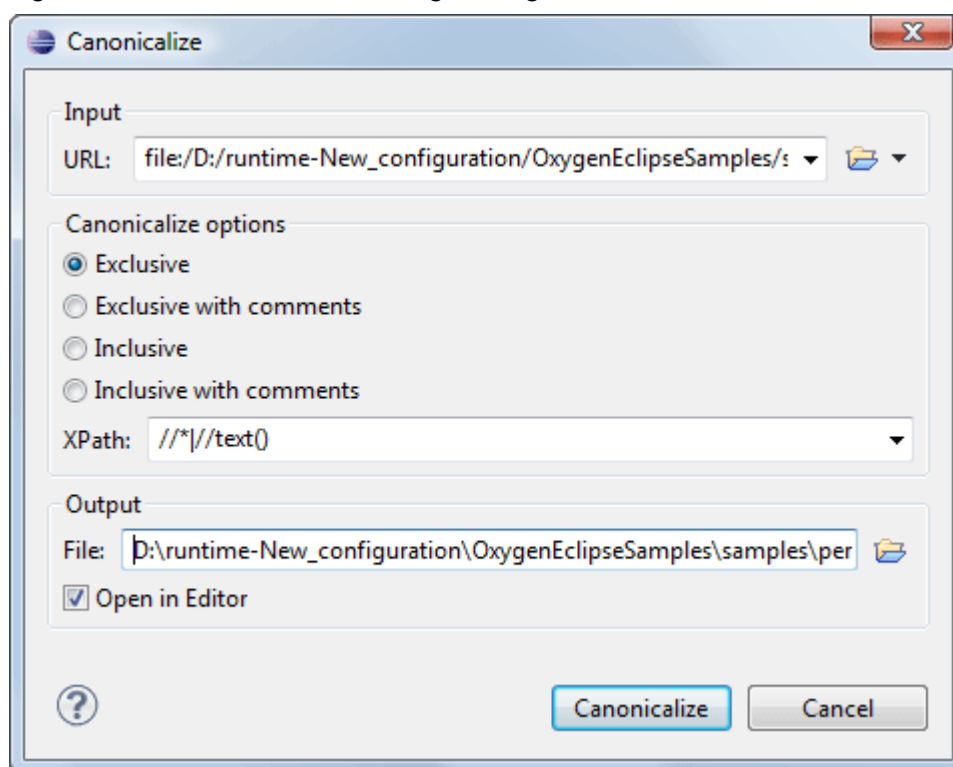 Canonicalize
Input
URL: file:/D:/runtime-New_configuration/OxygenEclipseSamples/s
Canonicalize options
Exclusive
Exclusive with comments
Inclusive
Inclusive with comments
XPath: //*|//text()
Output
File: D:\runtime-New_configuration\OxygenEclipseSamples\samples\per
Open in Editor
? Canonicalize Cancel